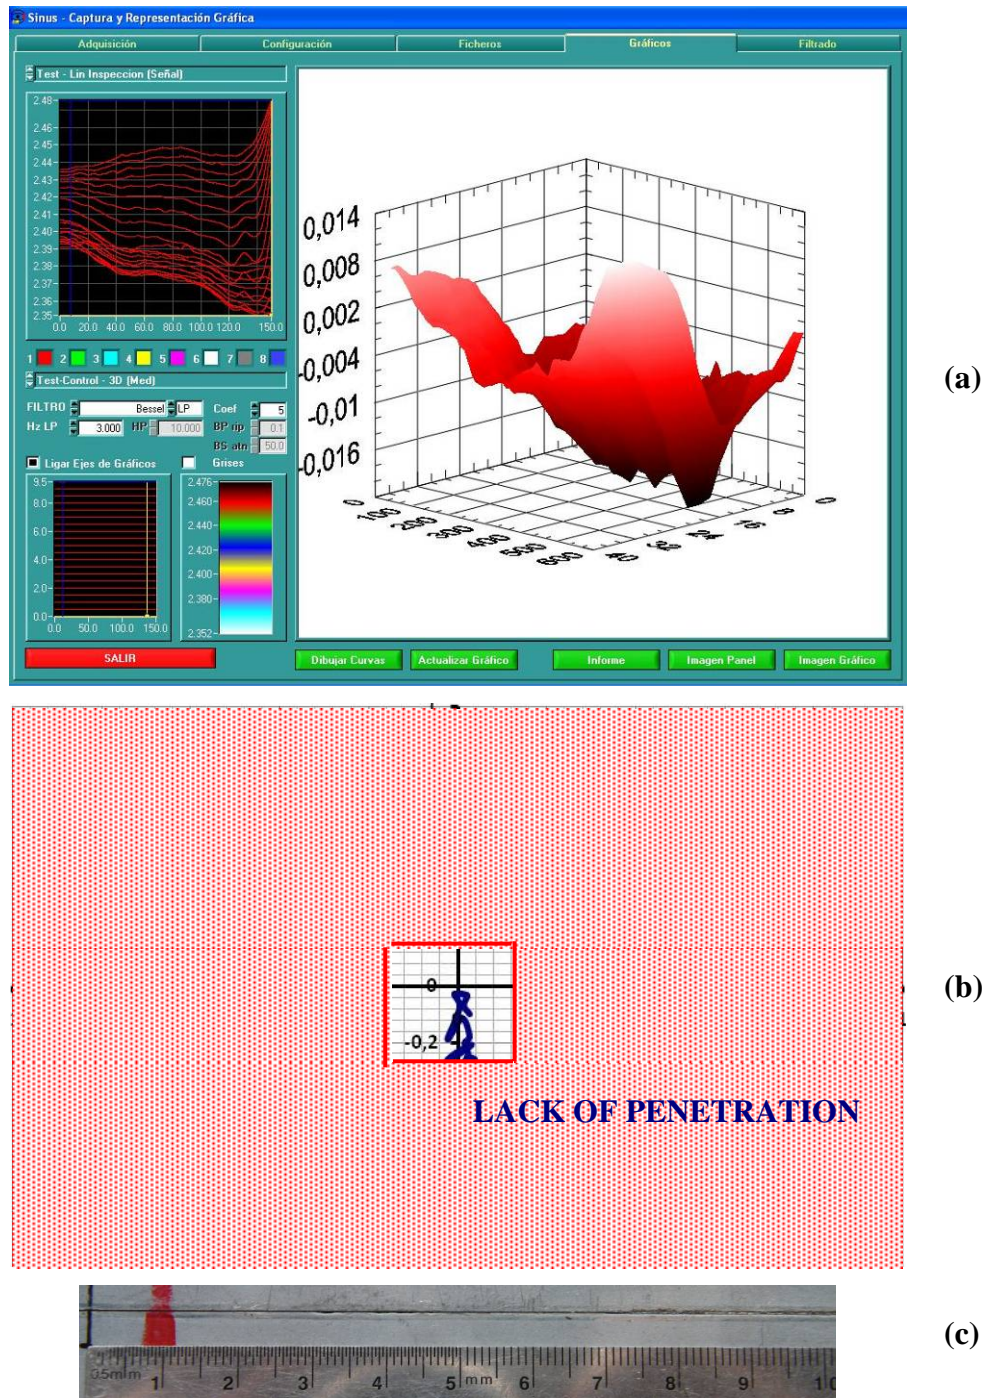 Sinus - Captura y Representación Gráfica
Adquisición Configuración Ficheros Gráficos Filtrado
Test - Lin Inspeccion (Señal)
2.48
2.46
2.45
2.44
2.43
2.42
2.41
2.40
2.39
2.38
2.37
2.36
2.35
0.0 20.0 40.0 60.0 80.0 100.0 120.0 150.0
1 2 3 4 5 6 7 8
Test-Control - 3D (Med)
FILTRO Bessel LP Coef 5
Hz LP 3.000 HP 10.000 BP rip 0.1
BS atn 50.0
Ligar Ejes de Gráficos Grises
9.5
8.0
6.0
4.0
2.0
0.0
0.0 50.0 100.0 150.0
2.476
2.460
2.440
2.420
2.400
2.380
2.352
SALIR
0,014
0,008
0,002
-0,004
-0,01
-0,016
0 100 200 300 400 500 600
40 32 24 16 8 0
Dibujar Curvas Actualizar Gráfico Informe Imagen Panel Imagen Gráfico
(a)
0
-0,2
LACK OF PENETRATION
(b)
0.5mm 1 2 3 4 5 mm 6 7 8 9 10
(c)